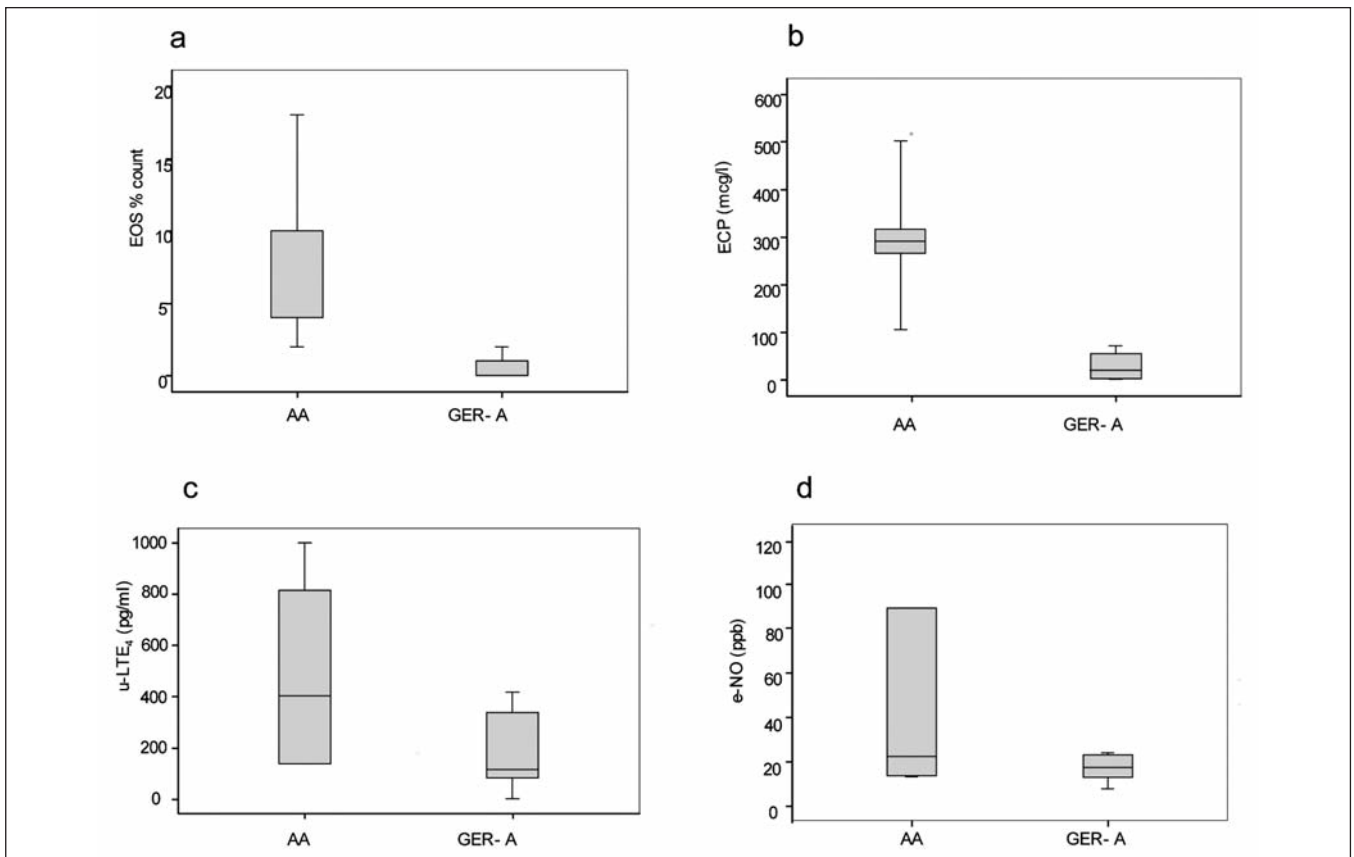 a
EOS % count
20
15
10
5
0
AA GER- A
b
ECP (mcg/l)
600
500
400
300
200
100
0
AA GER- A
c
u-LTE₄ (pg/ml)
1000
800
600
400
200
0
AA GER- A
d
e-NO (ppb)
120
100
80
60
40
20
0
AA GER- A